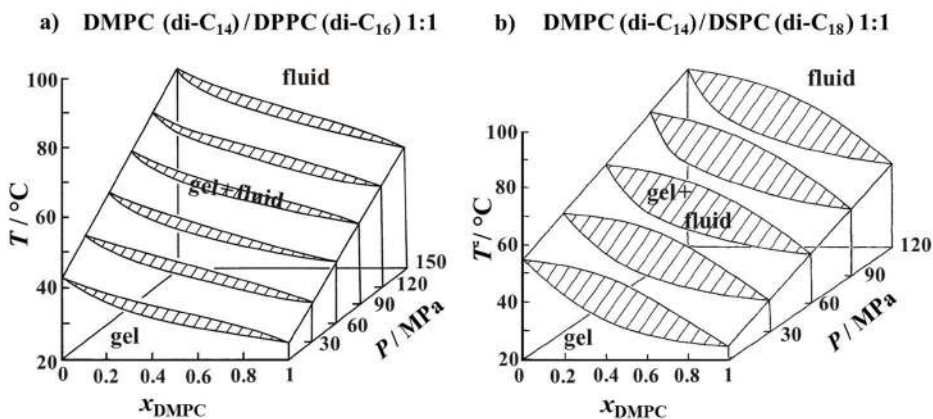 a) DMPC (di-C14) / DPPC (di-C16) 1:1
100
80
60
40
20
T / °C
fluid
gel+fluid
gel
0 0.2 0.4 0.6 0.8 1
xDMPC
30
60
90
120
150
p / MPa
b) DMPC (di-C14)/DSPC (di-C18) 1:1
100
80
60
40
20
T / °C
fluid
gel+
fluid
gel
0 0.2 0.4 0.6 0.8 1
xDMPC
30
60
90
120
p / MPa